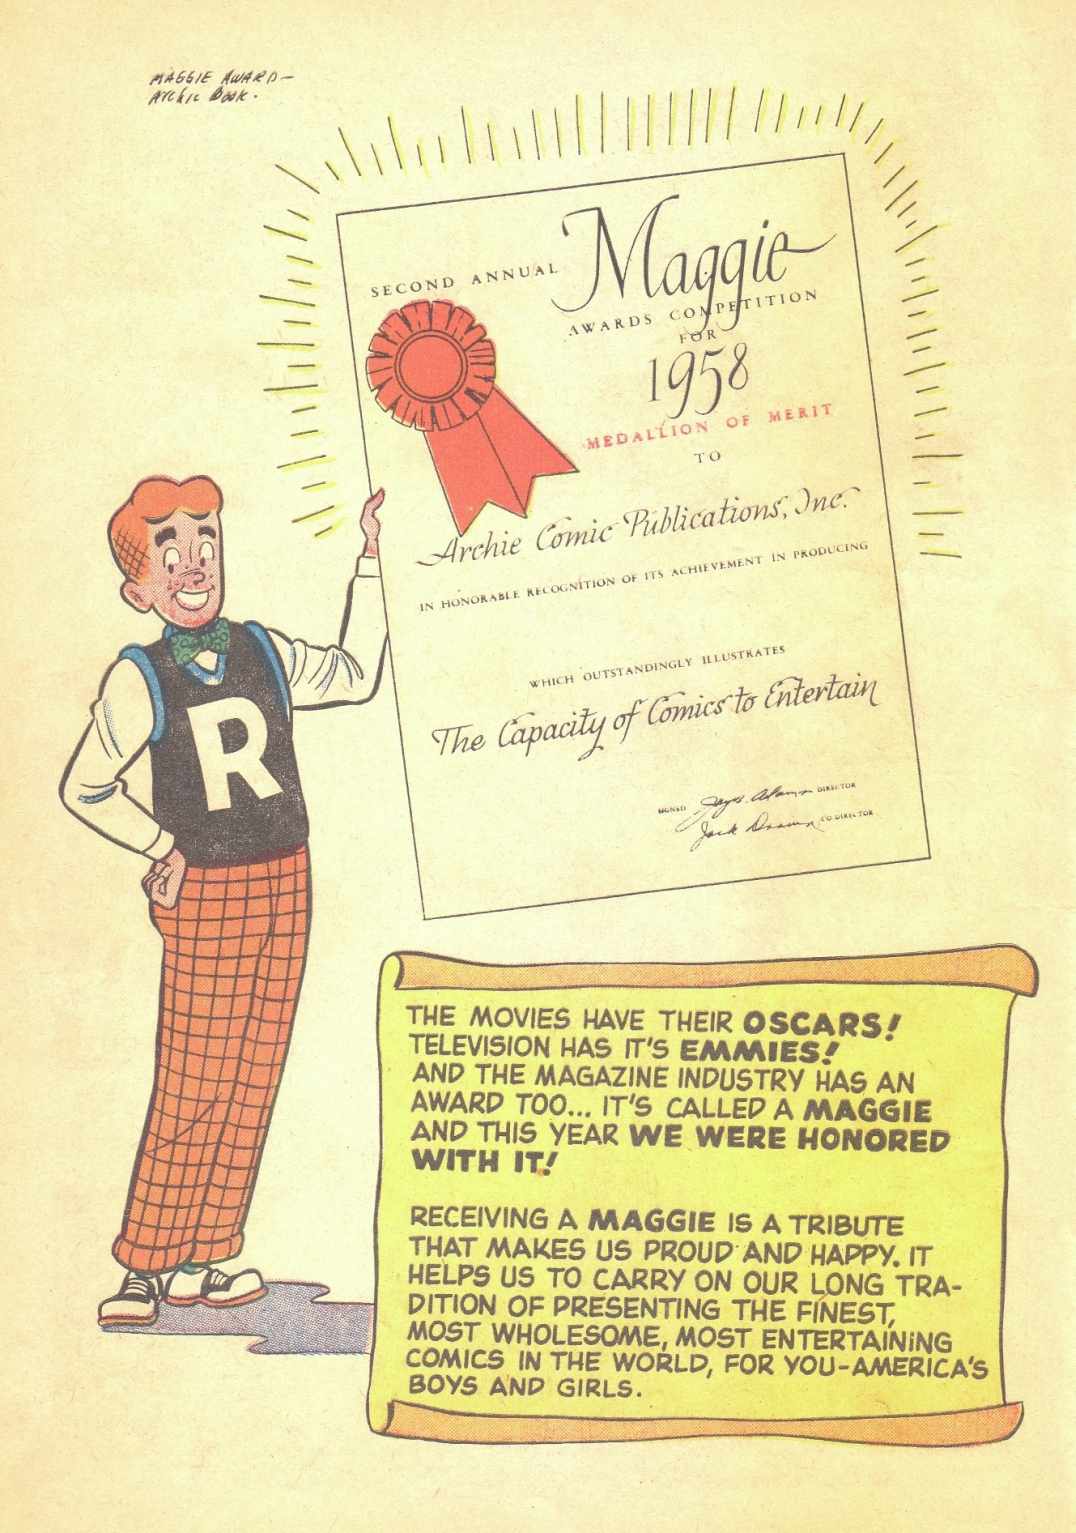 MAGGIE AWARD-
Archie Book.
SECOND ANNUAL Maggie
AWARDS COMPETITION
FOR
1958
MEDALLION OF MERIT
TO
Archie Comic Publications, Inc.
IN HONORABLE RECOGNITION OF ITS ACHIEVEMENT IN PRODUCING
WHICH OUTSTANDINGLY ILLUSTRATES
The Capacity of Comics to Entertain
SIGNED DIRECTOR
Jack CO-DIRECTOR
R
THE MOVIES HAVE THEIR OSCARS!
TELEVISION HAS IT'S EMMIES!
AND THE MAGAZINE INDUSTRY HAS AN
AWARD TOO... IT'S CALLED A MAGGIE
AND THIS YEAR WE WERE HONORED
WITH IT!
RECEIVING A MAGGIE IS A TRIBUTE
THAT MAKES US PROUD AND HAPPY. IT
HELPS US TO CARRY ON OUR LONG TRA-
DITION OF PRESENTING THE FINEST,
MOST WHOLESOME, MOST ENTERTAINING
COMICS IN THE WORLD, FOR YOU-AMERICA'S
BOYS AND GIRLS.